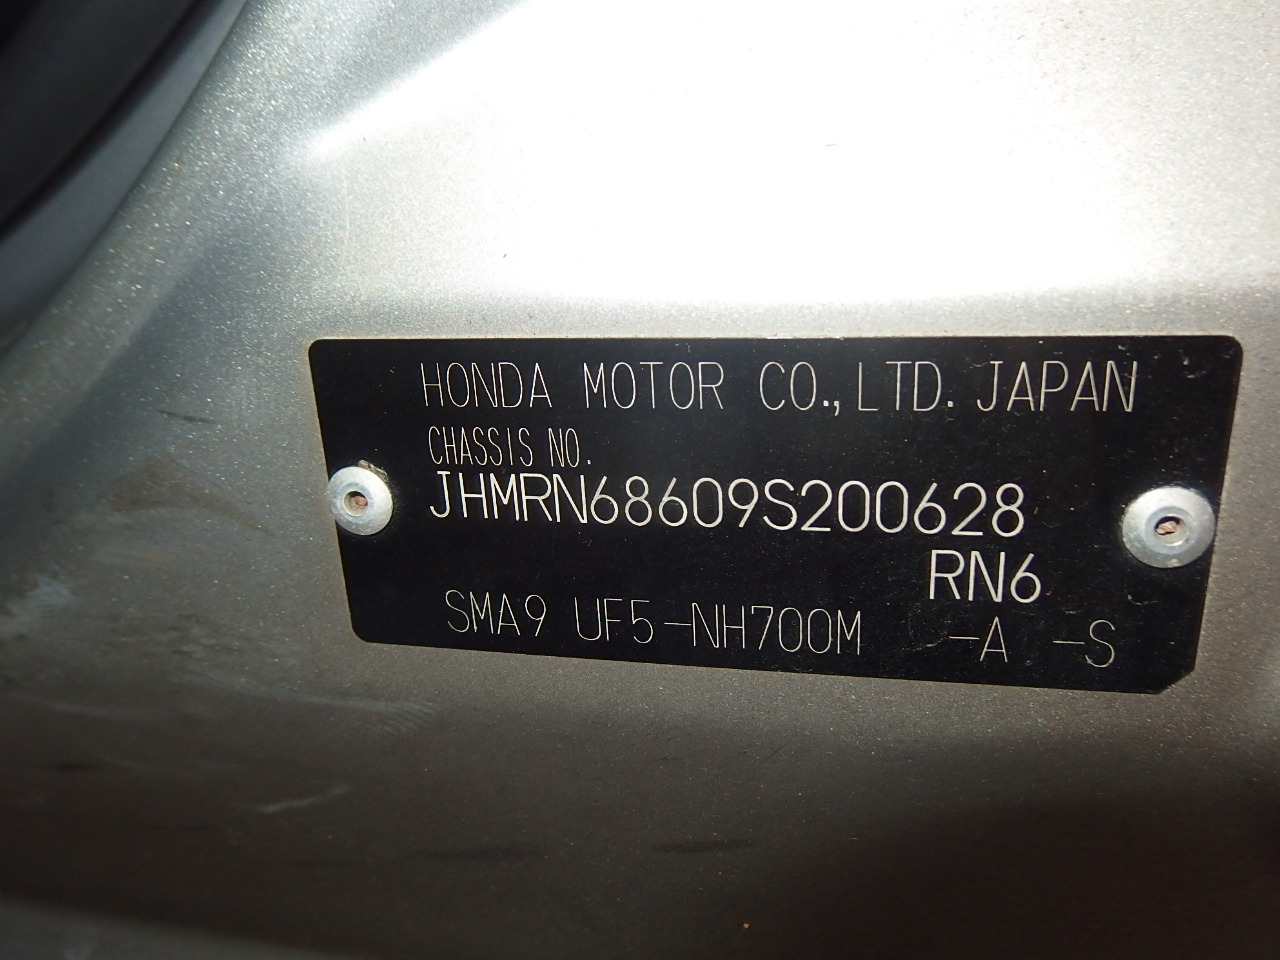 HONDA MOTOR CO.,LTD. JAPAN
CHASSIS NO.
JHMRN68609S200628
RN6
SMA9 UF5-NH700M -A -S